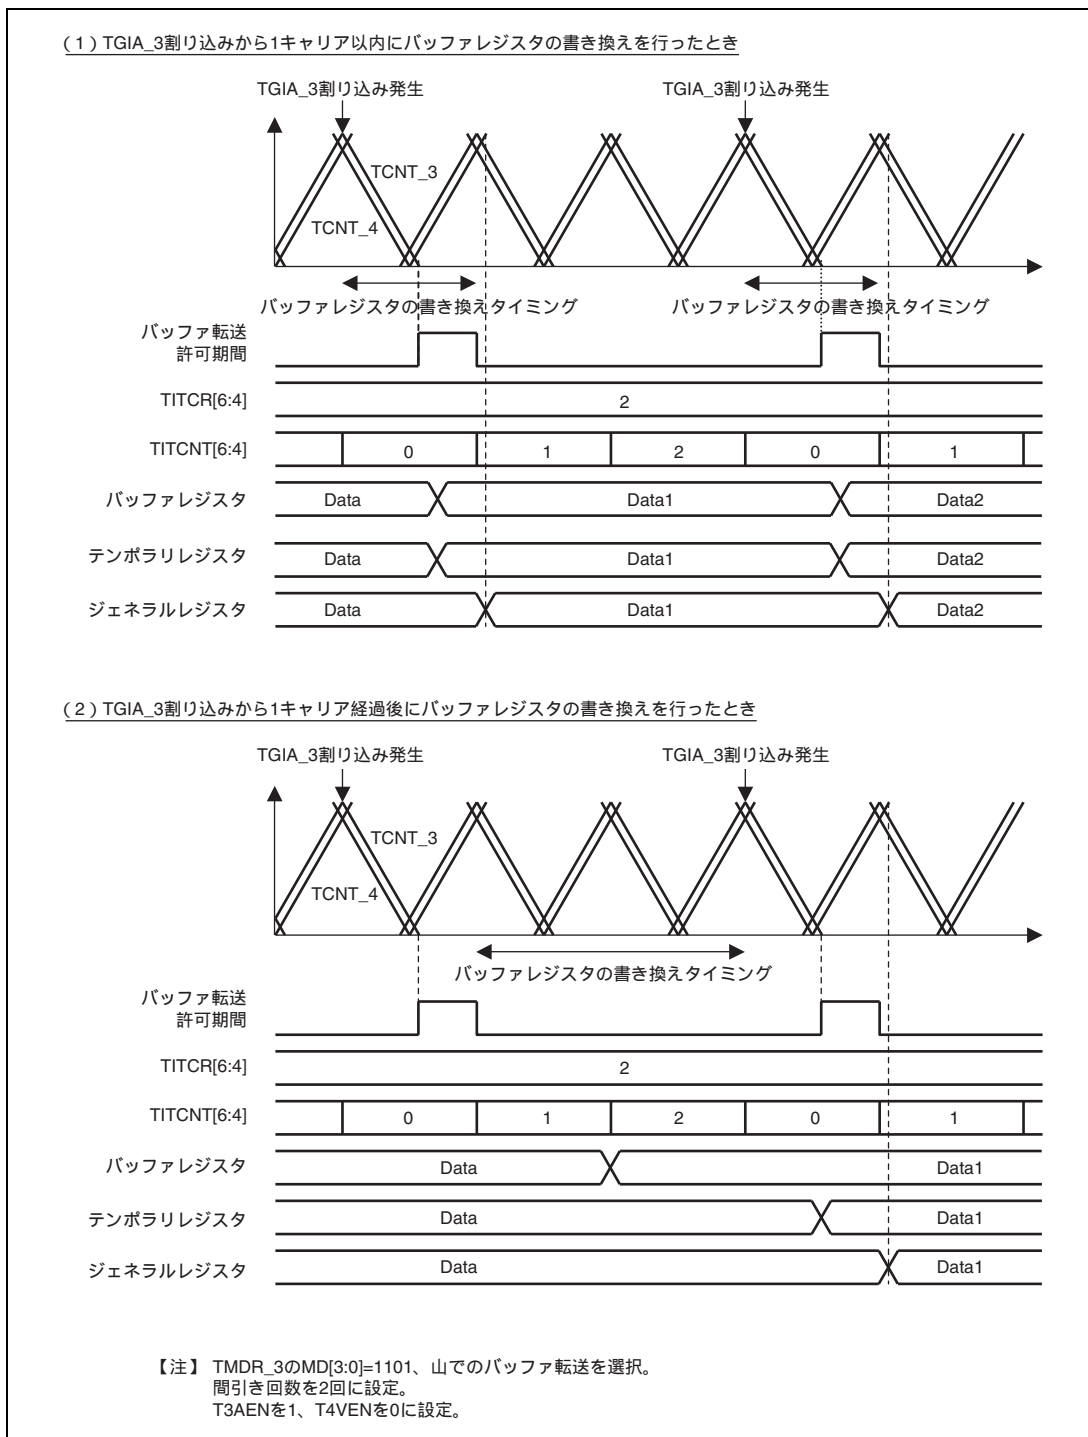 （1）TGIA_3割り込みから1キャリア以内にバッファレジスタの書き換えを行ったとき
TGIA_3割り込み発生 TGIA_3割り込み発生
TCNT_3
TCNT_4
バッファレジスタの書き換えタイミング バッファレジスタの書き換えタイミング
バッファ転送
許可期間
TITCR[6:4] 2
TITCNT[6:4] 0 1 2 0 1
バッファレジスタ Data Data1 Data2
テンポラリレジスタ Data Data1 Data2
ジェネラルレジスタ Data Data1 Data2
（2）TGIA_3割り込みから1キャリア経過後にバッファレジスタの書き換えを行ったとき
TGIA_3割り込み発生 TGIA_3割り込み発生
TCNT_3
TCNT_4
バッファレジスタの書き換えタイミング
バッファ転送
許可期間
TITCR[6:4] 2
TITCNT[6:4] 0 1 2 0 1
バッファレジスタ Data Data1
テンポラリレジスタ Data Data1
ジェネラルレジスタ Data Data1
【注】 TMDR_3のMD[3:0]=1101、山でのバッファ転送を選択。
間引き回数を2回に設定。
T3AENを1、T4VENを0に設定。